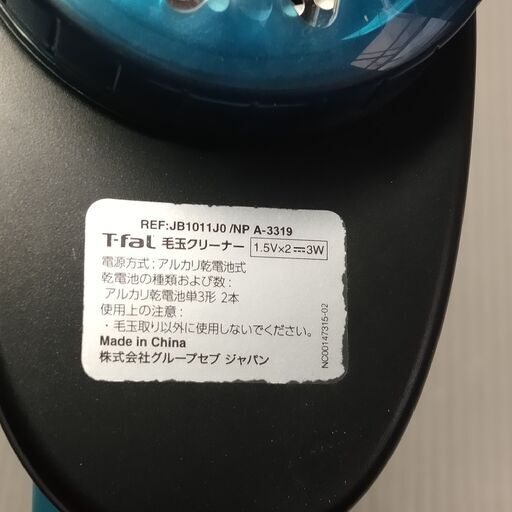 REF:JB1011J0 /NP A-3319
T-faL 毛玉クリーナー 1.5V×2⎓3W
電源方式:アルカリ乾電池式
乾電池の種類および数:
アルカリ乾電池単3形 2本
使用上の注意:
・毛玉取り以外に使用しないでください。
Made in China
株式会社グループセブ ジャパン
NC00147315-02